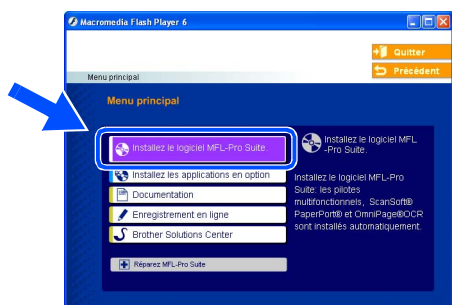 Macromedia Flash Player 6
Quitter
Précédent
Menu principal
Menu principal
Installez le logiciel MFL-Pro Suite.
Installez les applications en option
Documentation
Enregistrement en ligne
Brother Solutions Center
Réparez MFL-Pro Suite
Installez le logiciel MFL
-Pro Suite.
Installez le logiciel MFL-Pro
Suite: les pilotes
multifonctionnels, ScanSoft®
PaperPort® et OmniPage®OCR
sont installés automatiquement.